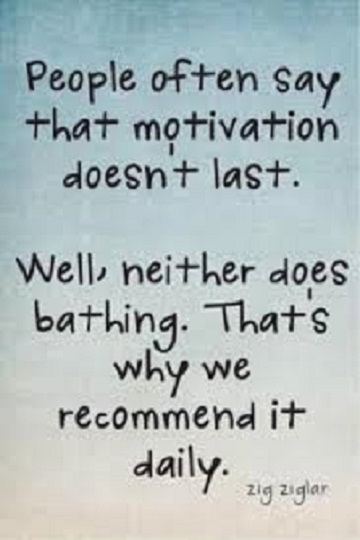 People often say
that motivation
doesn't last.
Well, neither does
bathing. That's
why we
recommend it
daily.
zig ziglar